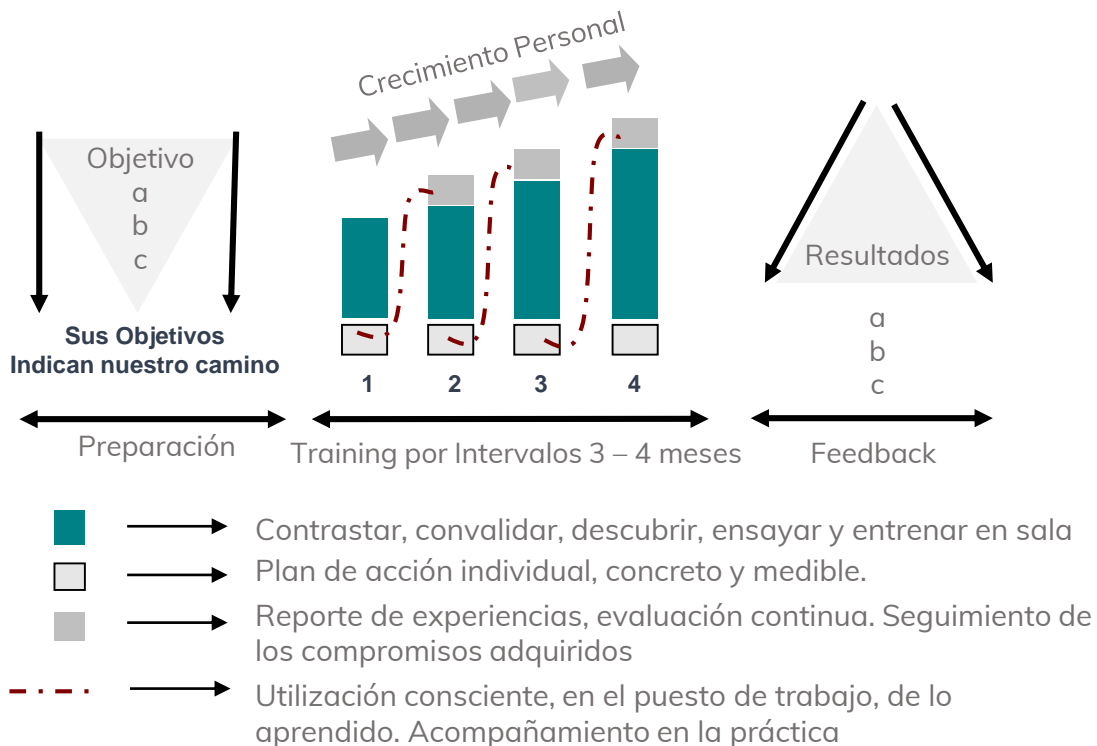 Crecimiento Personal
Objetivo
a
b
c
Sus Objetivos
Indican nuestro camino
1
2
3
4
Resultados
a
b
c
Preparación
Training por Intervalos 3 – 4 meses
Feedback
Contrastar, convalidar, descubrir, ensayar y entrenar en sala
Plan de acción individual, concreto y medible.
Reporte de experiencias, evaluación continua. Seguimiento de
los compromisos adquiridos
Utilización consciente, en el puesto de trabajo, de lo
aprendido. Acompañamiento en la práctica